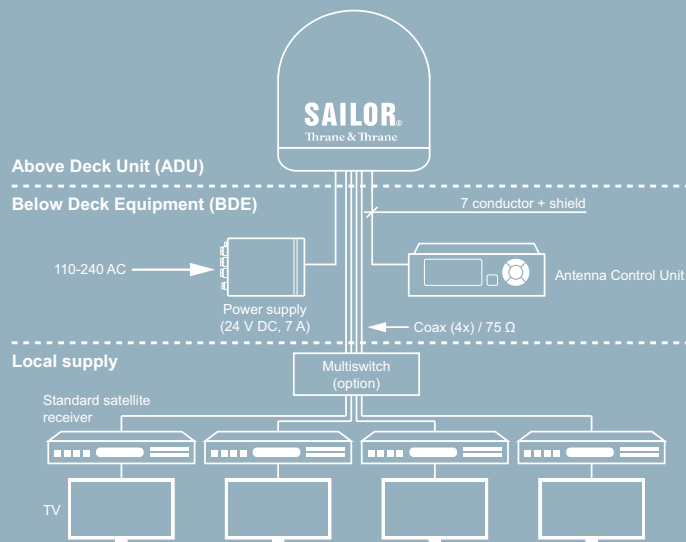 SAILOR®
Thrane & Thrane
Above Deck Unit (ADU)
Below Deck Equipment (BDE)
7 conductor + shield
110-240 AC
Antenna Control Unit
Power supply
(24 V DC, 7 A)
Coax (4x) / 75 Ω
Local supply
Multiswitch
(option)
Standard satellite
receiver
TV